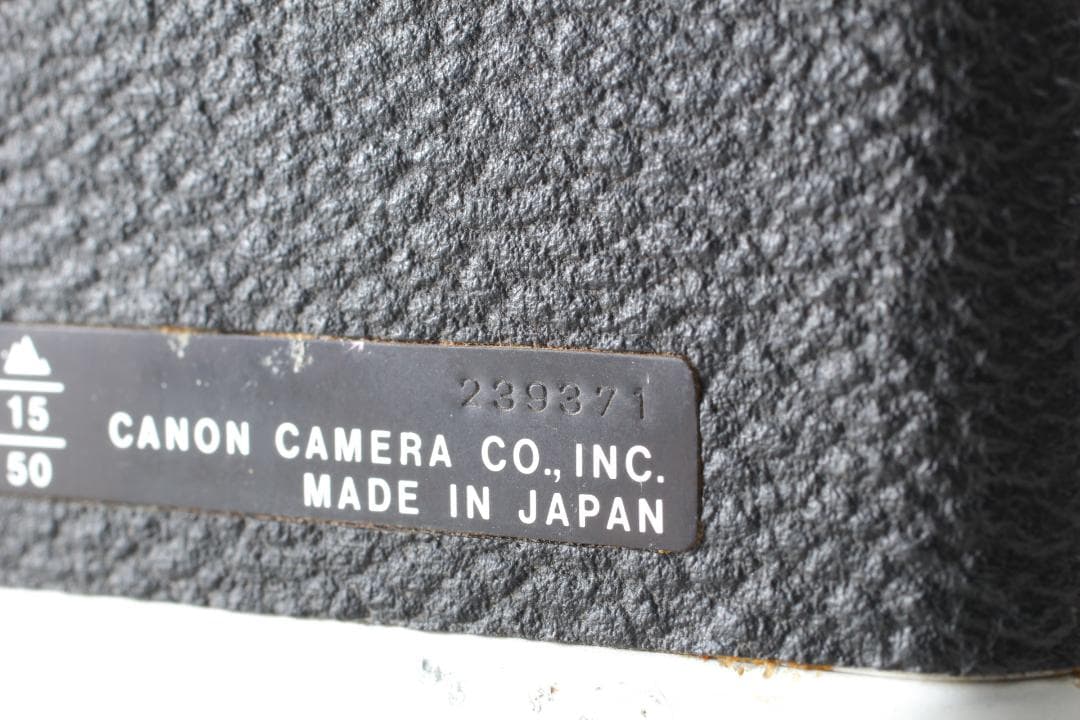 239371
15
CANON CAMERA CO., INC.
50
MADE IN JAPAN